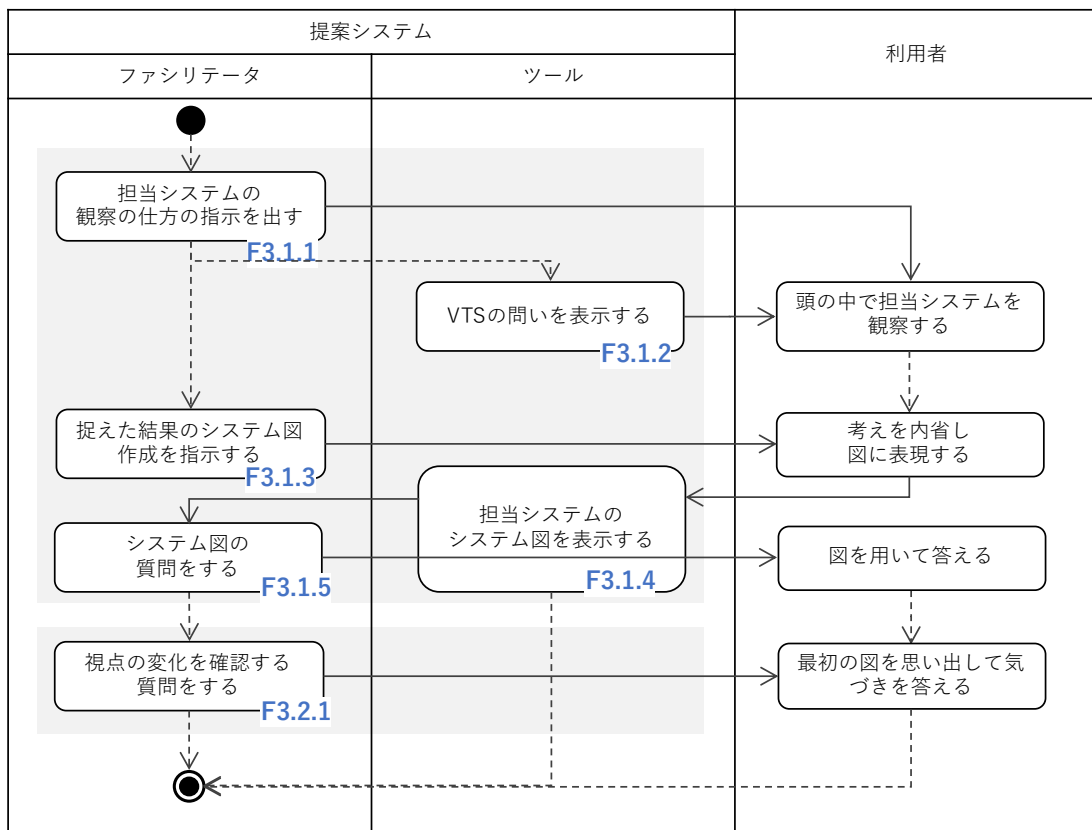 提案システム
利用者
ファシリテータ
ツール
担当システムの
観察の仕方の指示を出す
F3.1.1
VTSの問いを表示する
F3.1.2
頭の中で担当システムを
観察する
捉えた結果のシステム図
作成を指示する
F3.1.3
考えを内省し
図に表現する
担当システムの
システム図を表示する
F3.1.4
システム図の
質問をする
F3.1.5
図を用いて答える
視点の変化を確認する
質問をする
F3.2.1
最初の図を思い出して気
づきを答える